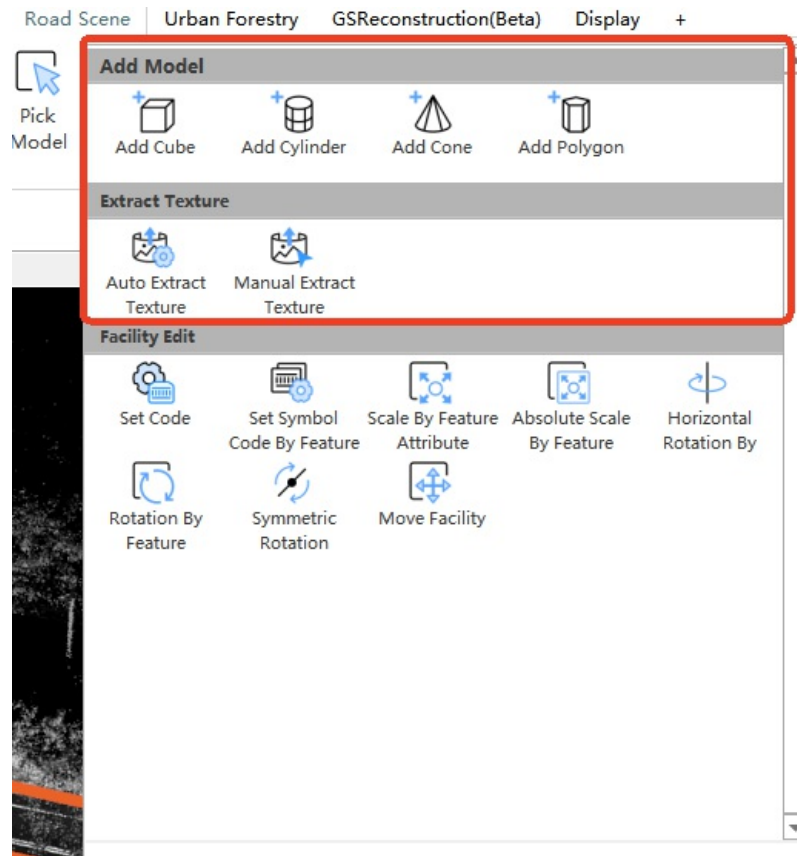 Road Scene Urban Forestry GSReconstruction(Beta) Display +
Pick
Model
Add Model
Add Cube Add Cylinder Add Cone Add Polygon
Extract Texture
Auto Extract Manual Extract
Texture Texture
Facility Edit
Set Code Set Symbol Scale By Feature Absolute Scale Horizontal
Code By Feature Attribute By Feature Rotation By
Rotation By Symmetric Move Facility
Feature Rotation